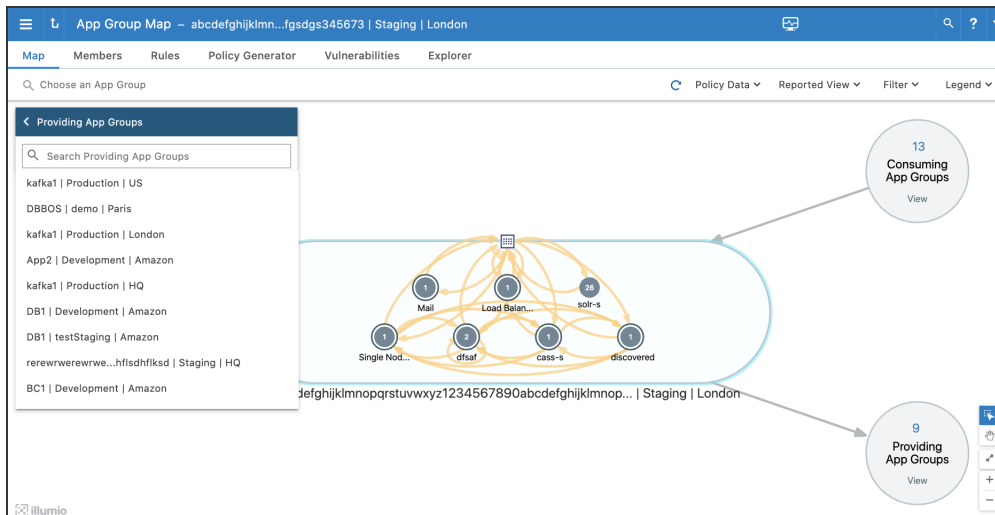 App Group Map – abcdefghijklmn...fgsdgs345673 | Staging | London
?
Map Members Rules Policy Generator Vulnerabilities Explorer
Choose an App Group
Policy Data Reported View Filter Legend
Providing App Groups
Search Providing App Groups
kafka1 | Production | US
DBBOS | demo | Paris
kafka1 | Production | London
App2 | Development | Amazon
kafka1 | Production | HQ
DB1 | Development | Amazon
DB1 | testStaging | Amazon
rerewrwerewrwe...hflsdhflksd | Staging | HQ
BC1 | Development | Amazon
13
Consuming
App Groups
View
1 1 26
Mail Load Balan... solr-s
1 2 1 1
Single Nod... dfsaf cass-s discovered
defghijklmnopqrstuvwxyz1234567890abcdefghijklmnop... | Staging | London
9
Providing
App Groups
View
+
−
illumio